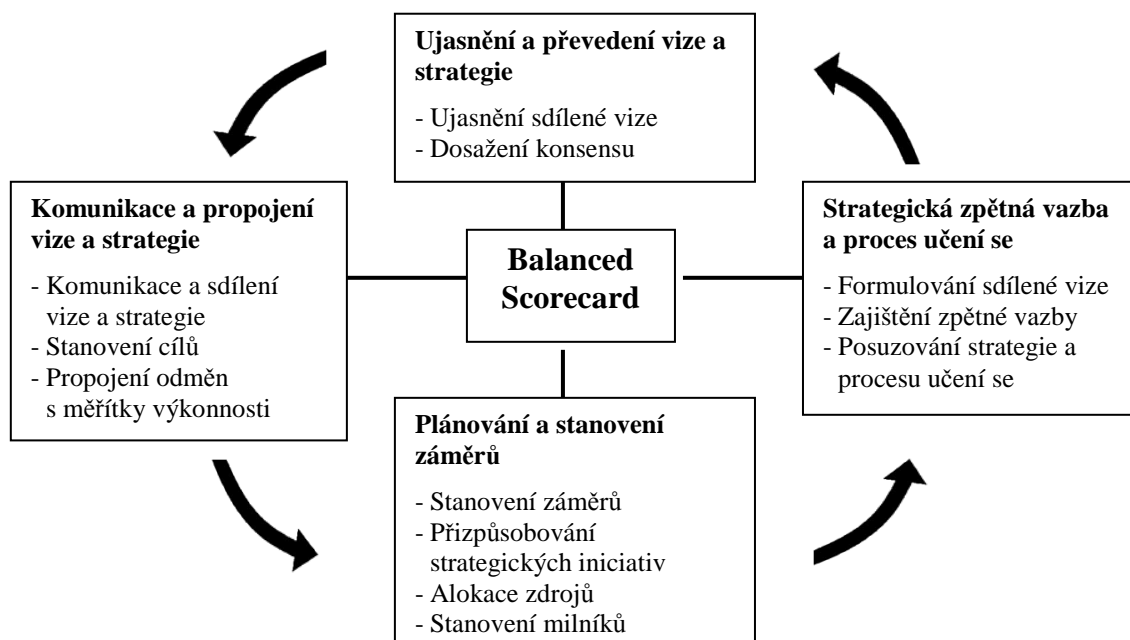 Ujasnění a převedení vize a
strategie
- Ujasnění sdílené vize
- Dosažení konsensu
Komunikace a propojení
vize a strategie
- Komunikace a sdílení
vize a strategie
- Stanovení cílů
- Propojení odměn
s měřítky výkonnosti
Balanced
Scorecard
Strategická zpětná vazba
a proces učení se
- Formulování sdílené vize
- Zajištění zpětné vazby
- Posuzování strategie a
procesu učení se
Plánování a stanovení
záměrů
- Stanovení záměrů
- Přizpůsobování
strategických iniciativ
- Alokace zdrojů
- Stanovení milníků